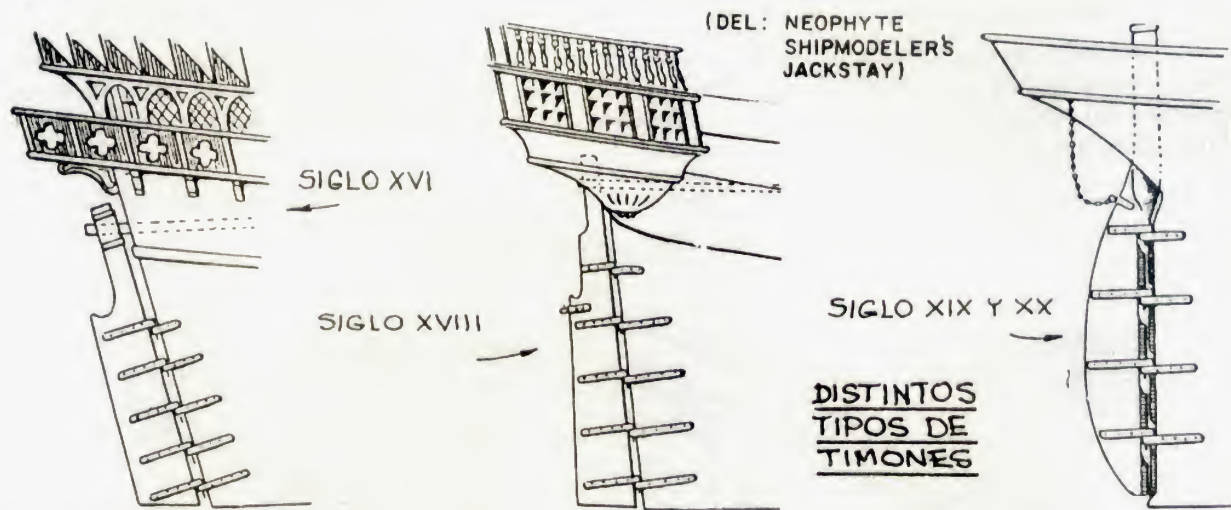 (DEL: NEOPHYTE
SHIPMODELER'S
JACKSTAY)
SIGLO XVI
SIGLO XVIII
SIGLO XIX Y XX
DISTINTOS
TIPOS DE
TIMONES